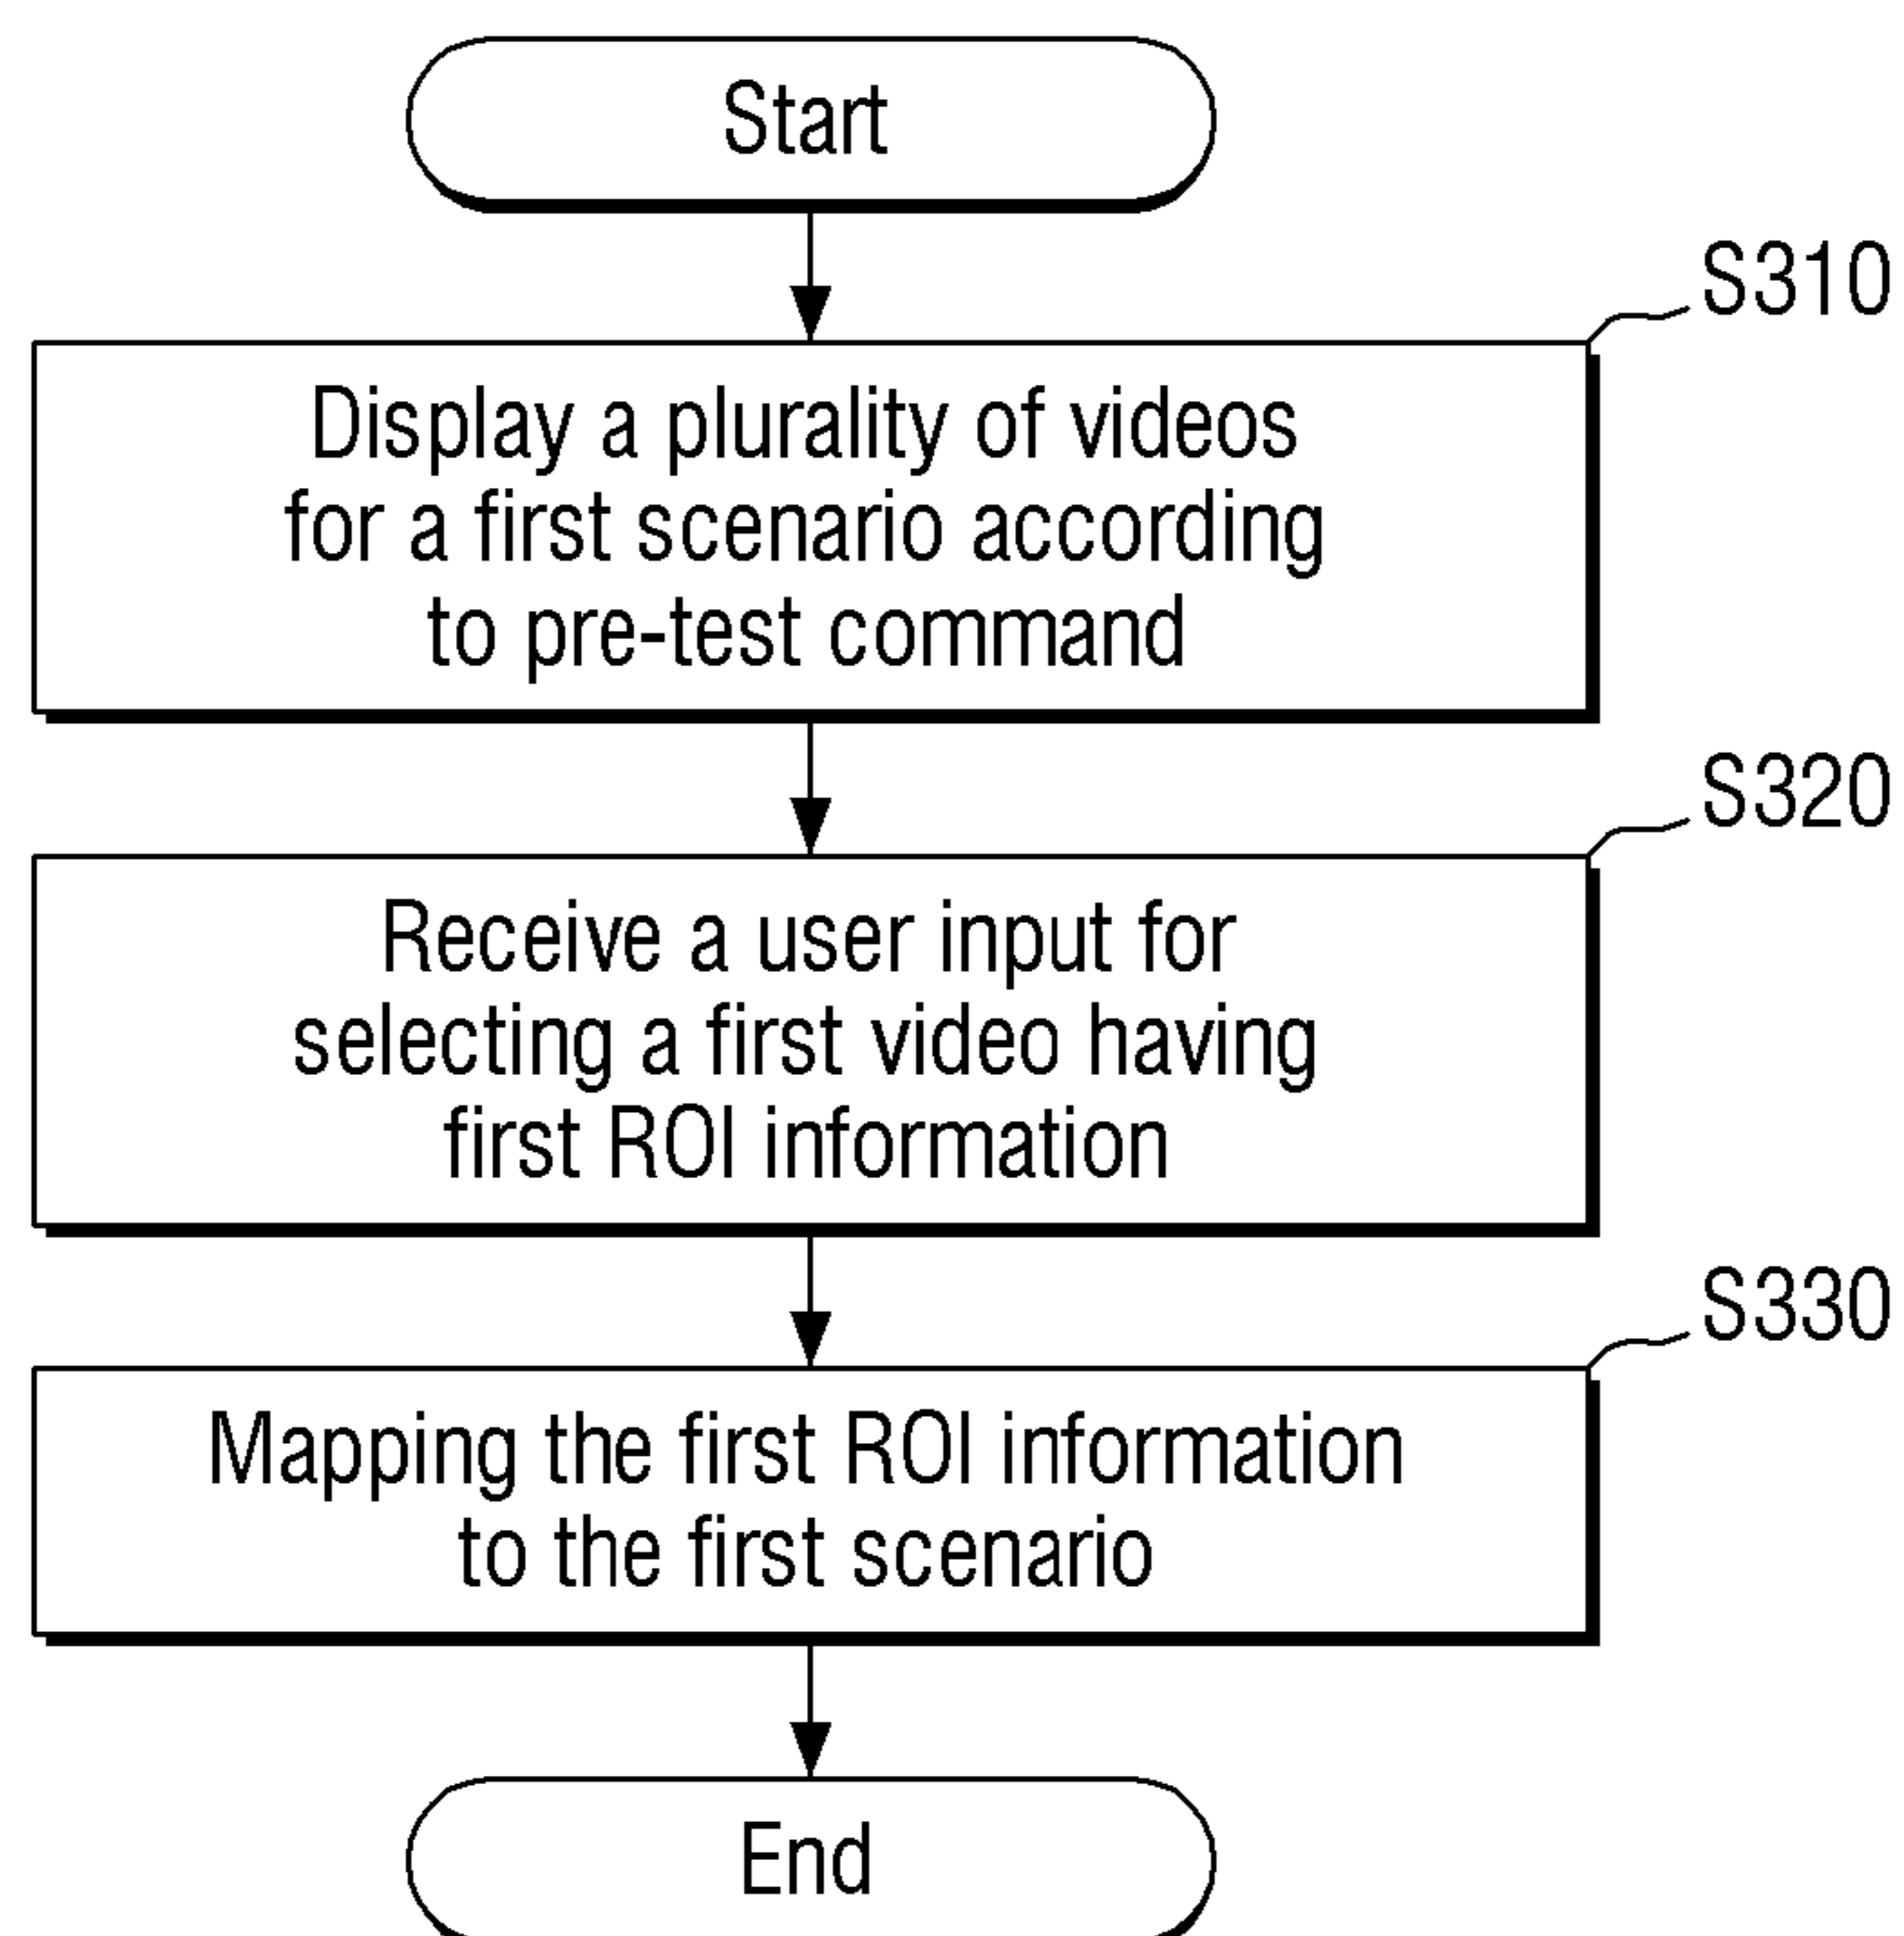 Start
S310
Display a plurality of videos
for a first scenario according
to pre-test command
S320
Receive a user input for
selecting a first video having
first ROI information
S330
Mapping the first ROI information
to the first scenario
End